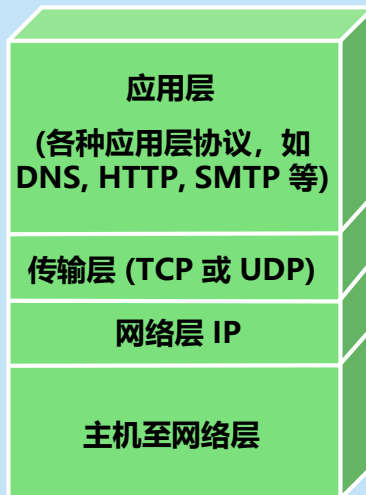 应用层
(各种应用层协议，如
DNS, HTTP, SMTP 等)
传输层 (TCP 或 UDP)
网络层 IP
主机至网络层